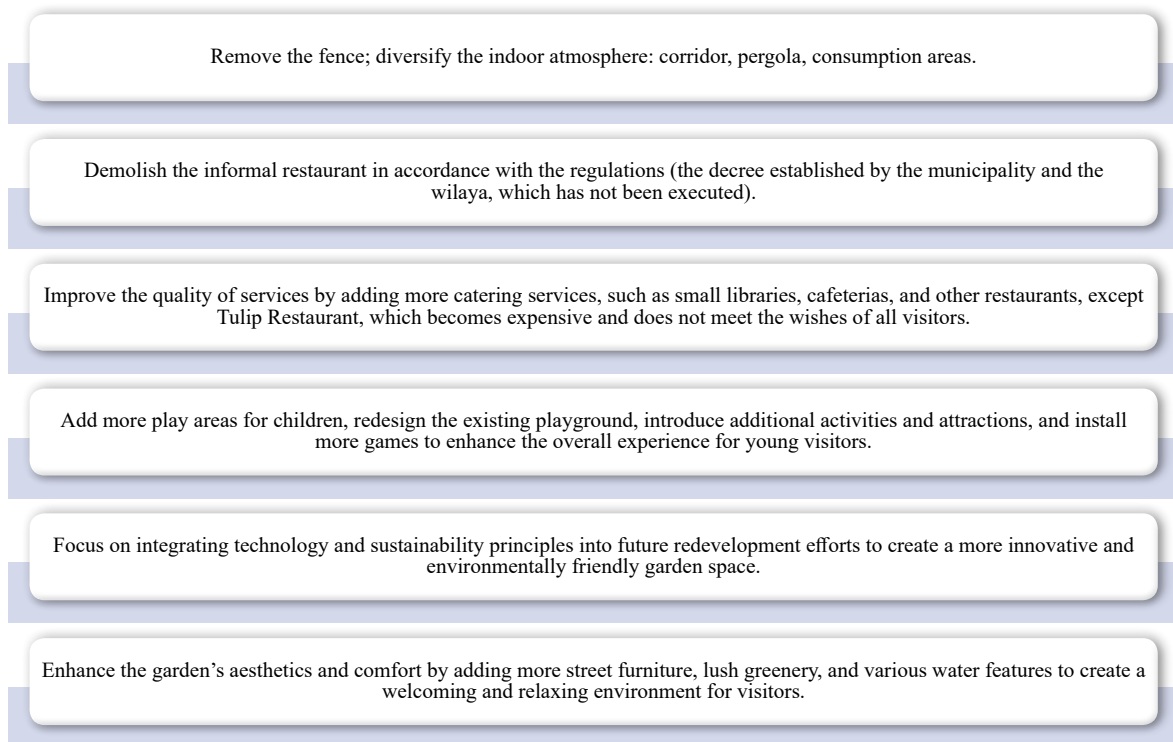 Remove the fence; diversify the indoor atmosphere: corridor, pergola, consumption areas.
Demolish the informal restaurant in accordance with the regulations (the decree established by the municipality and the
wilaya, which has not been executed).
Improve the quality of services by adding more catering services, such as small libraries, cafeterias, and other restaurants, except
Tulip Restaurant, which becomes expensive and does not meet the wishes of all visitors.
Add more play areas for children, redesign the existing playground, introduce additional activities and attractions, and install
more games to enhance the overall experience for young visitors.
Focus on integrating technology and sustainability principles into future redevelopment efforts to create a more innovative and
environmentally friendly garden space.
Enhance the garden’s aesthetics and comfort by adding more street furniture, lush greenery, and various water features to create a
welcoming and relaxing environment for visitors.